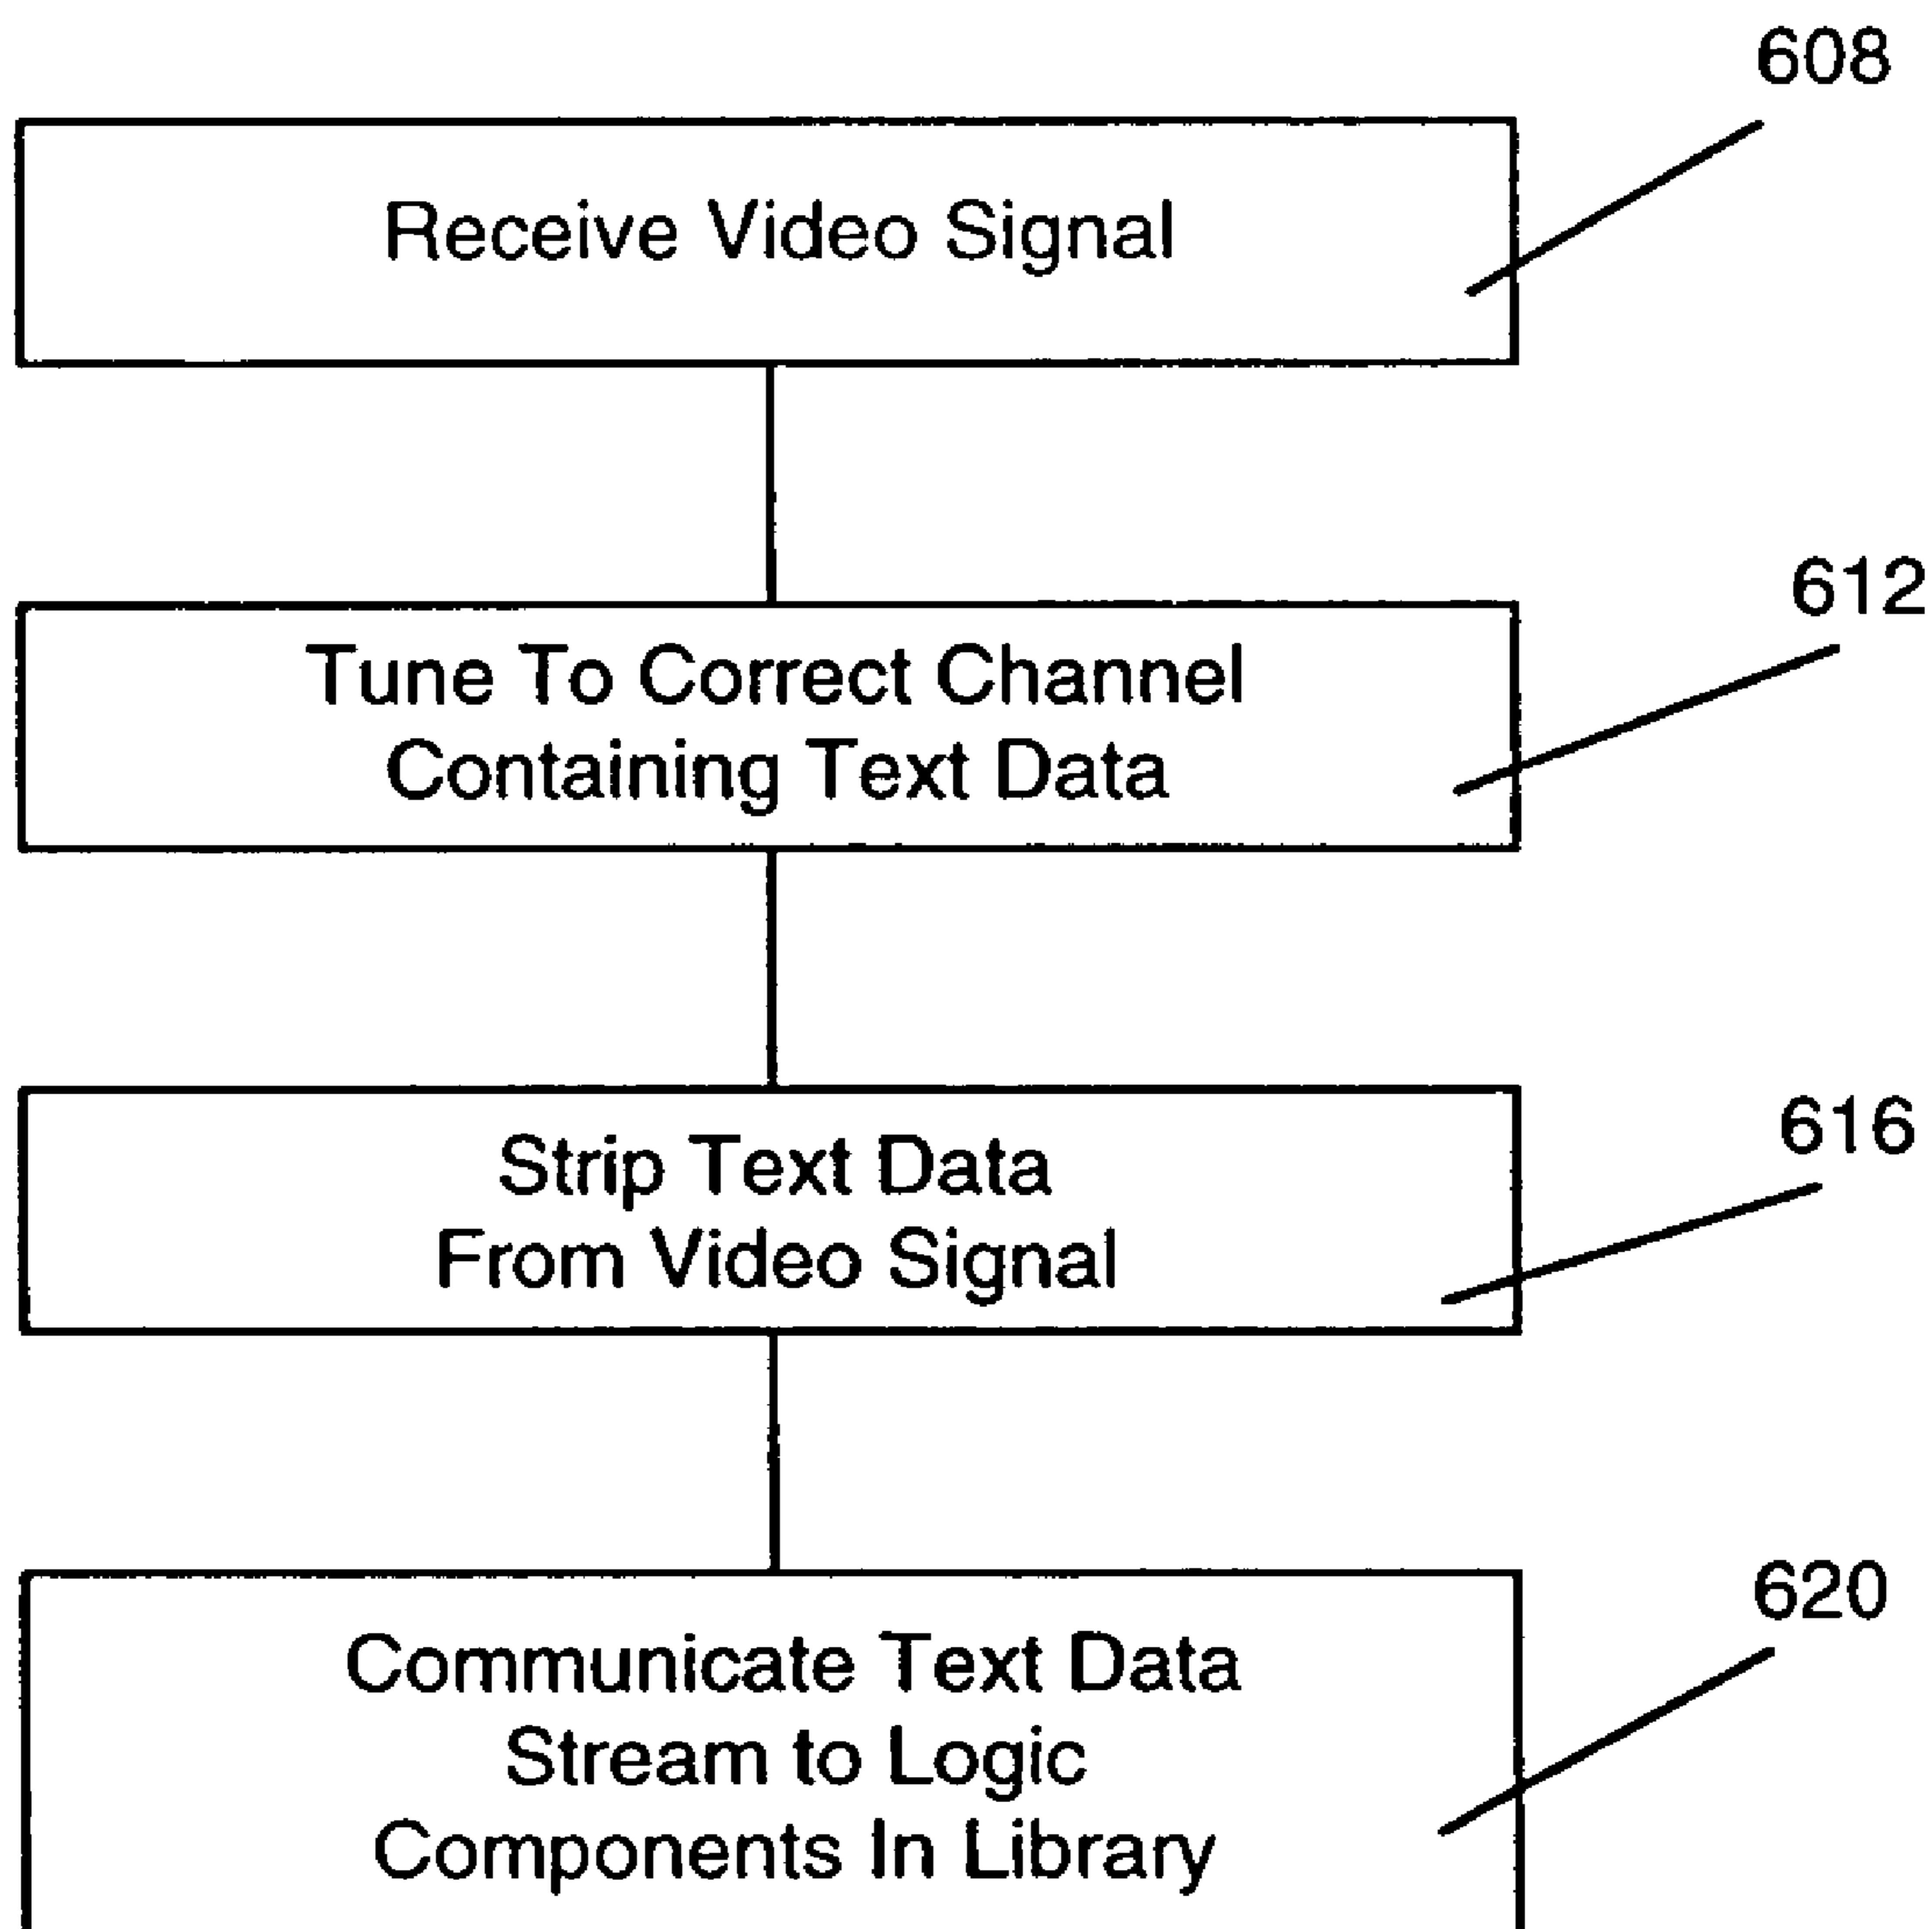 608
Receive Video Signal
612
Tune To Correct Channel
Containing Text Data
616
Strip Text Data
From Video Signal
620
Communicate Text Data
Stream to Logic
Components In Library